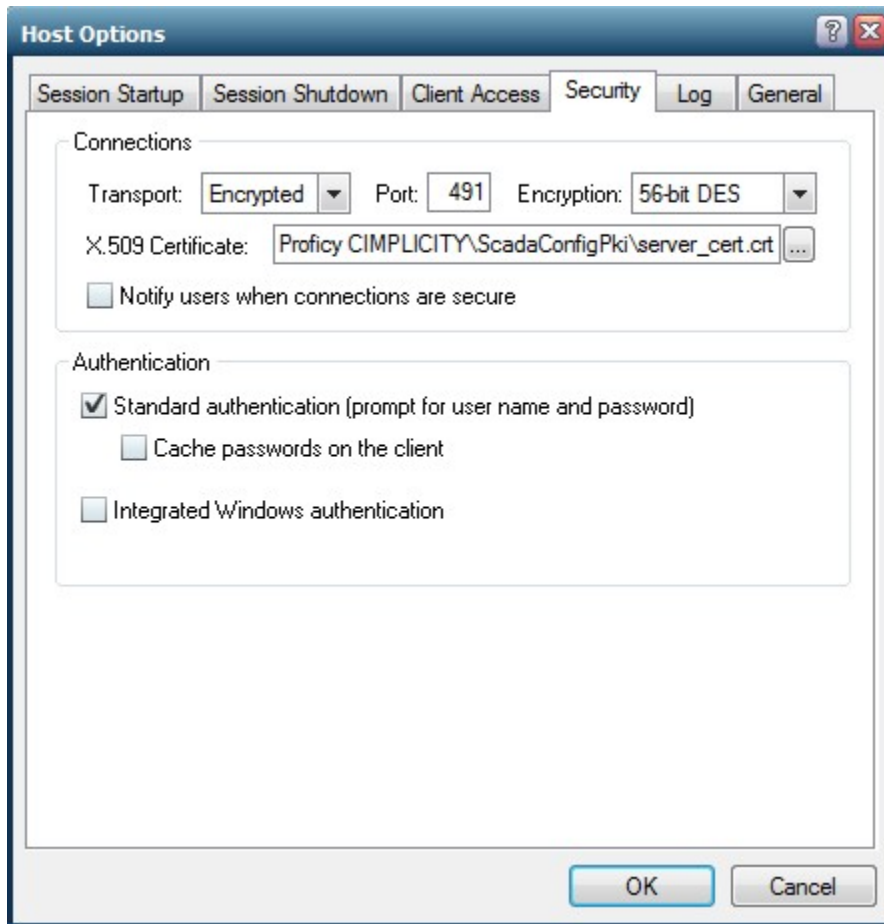 Host Options
Session Startup Session Shutdown Client Access Security Log General
Connections
Transport: Encrypted Port: 491 Encryption: 56-bit DES
X.509 Certificate: Proficy CIMPLICITY\ScadaConfigPki\server_cert.crt ...
Notify users when connections are secure
Authentication
Standard authentication (prompt for user name and password)
Cache passwords on the client
Integrated Windows authentication
OK Cancel